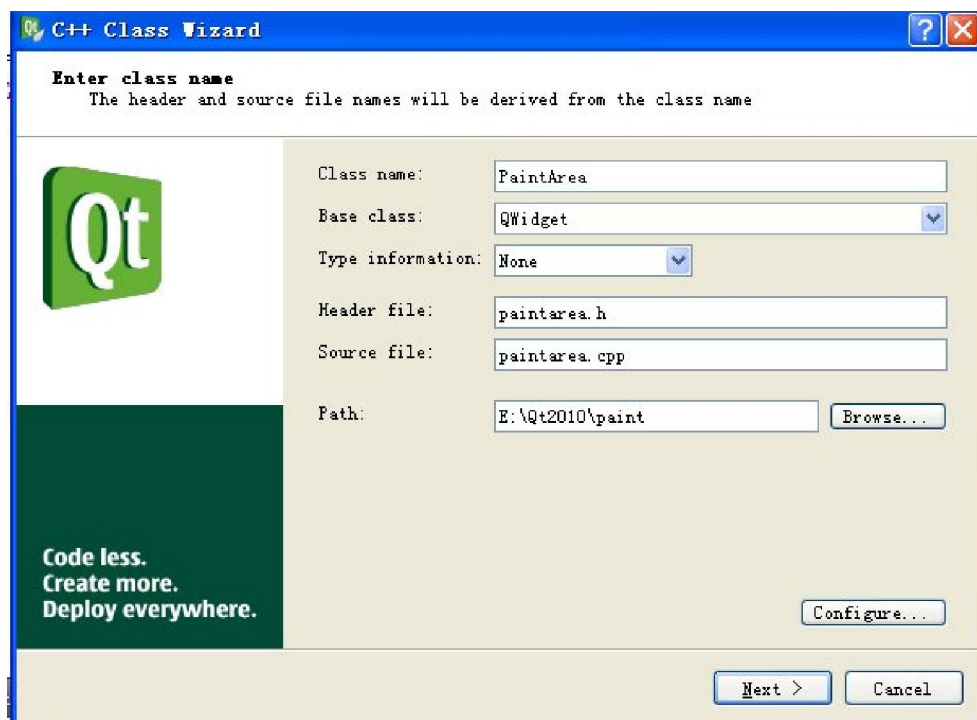 C++ Class Wizard
Enter class name
The header and source file names will be derived from the class name
Qt
Class name: PaintArea
Base class: QWidget
Type information: None
Header file: paintarea.h
Source file: paintarea.cpp
Path: E:\Qt2010\paint Browse...
Code less.
Create more.
Deploy everywhere.
Configure...
Next > Cancel